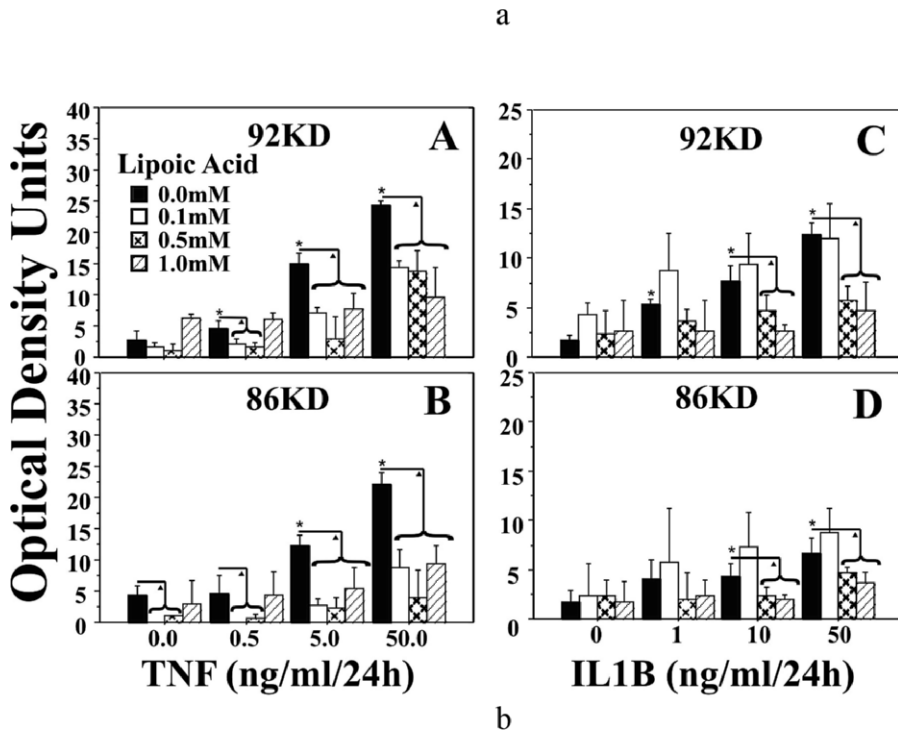 a
Optical Density Units
40
35
30
25
20
15
10
5
0
92KD
A
Lipoic Acid
0.0mM
0.1mM
0.5mM
1.0mM
*
*
*
25
20
15
10
5
0
92KD
C
*
*
*
40
35
30
25
20
15
10
5
0
86KD
B
*
*
0.0 0.5 5.0 50.0
TNF (ng/ml/24h)
25
20
15
10
5
0
86KD
D
*
*
0 1 10 50
IL1B (ng/ml/24h)
b